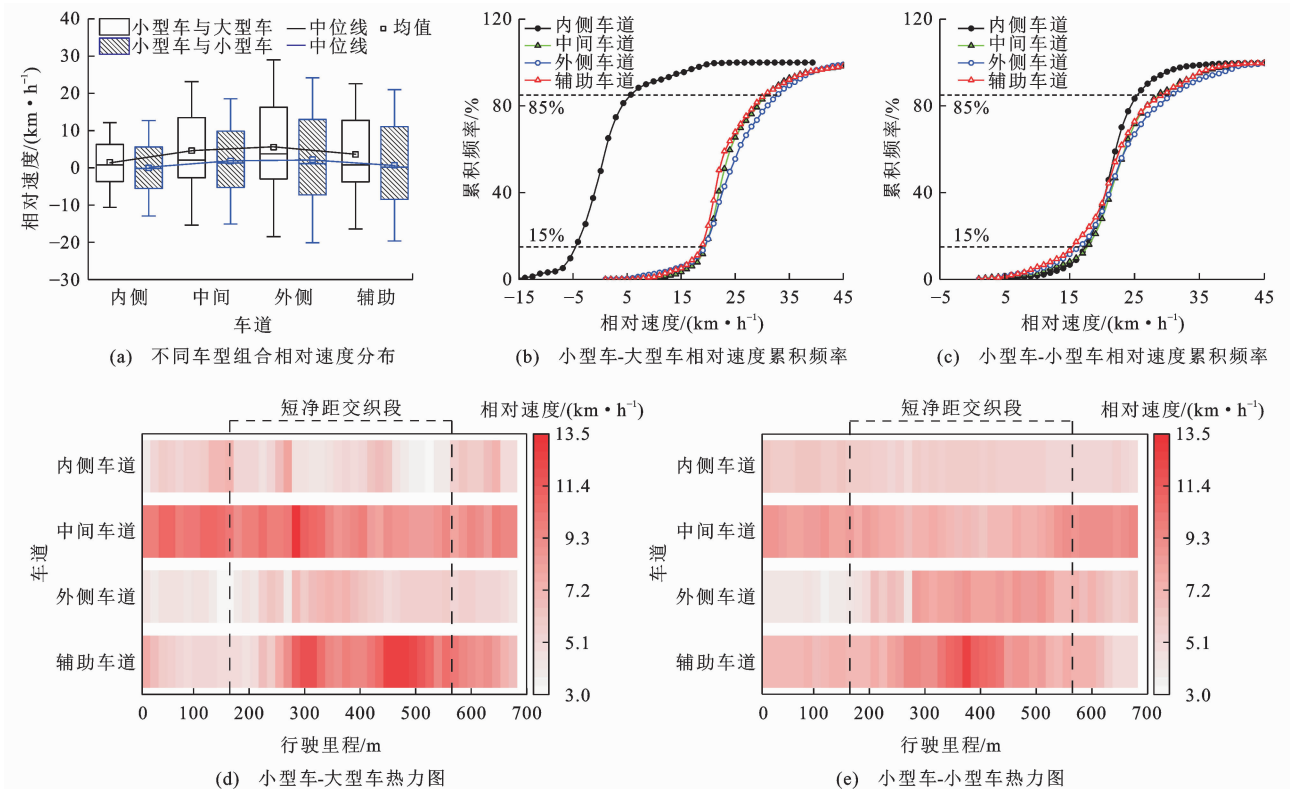 小型车与大型车 中位线 均值
小型车与小型车 中位线
相对速度/(km·h⁻¹)
40
30
20
10
0
−10
−20
−30
内侧 中间 外侧 辅助
车道
(a) 不同车型组合相对速度分布
内侧车道
中间车道
外侧车道
辅助车道
累积频率/%
120
80
40
0
85%
15%
−15 −5 5 15 25 35 45
相对速度/(km·h⁻¹)
(b) 小型车-大型车相对速度累积频率
内侧车道
中间车道
外侧车道
辅助车道
累积频率/%
120
80
40
0
85%
15%
−5 5 15 25 35 45
相对速度/(km·h⁻¹)
(c) 小型车-小型车相对速度累积频率
短净距交织段
相对速度/(km·h⁻¹)
车道
内侧车道
中间车道
外侧车道
辅助车道
13.5
11.4
9.3
7.2
5.1
3.0
0 100 200 300 400 500 600 700
行驶里程/m
(d) 小型车-大型车热力图
短净距交织段
相对速度/(km·h⁻¹)
车道
内侧车道
中间车道
外侧车道
辅助车道
13.5
11.4
9.3
7.2
5.1
3.0
0 100 200 300 400 500 600 700
行驶里程/m
(e) 小型车-小型车热力图